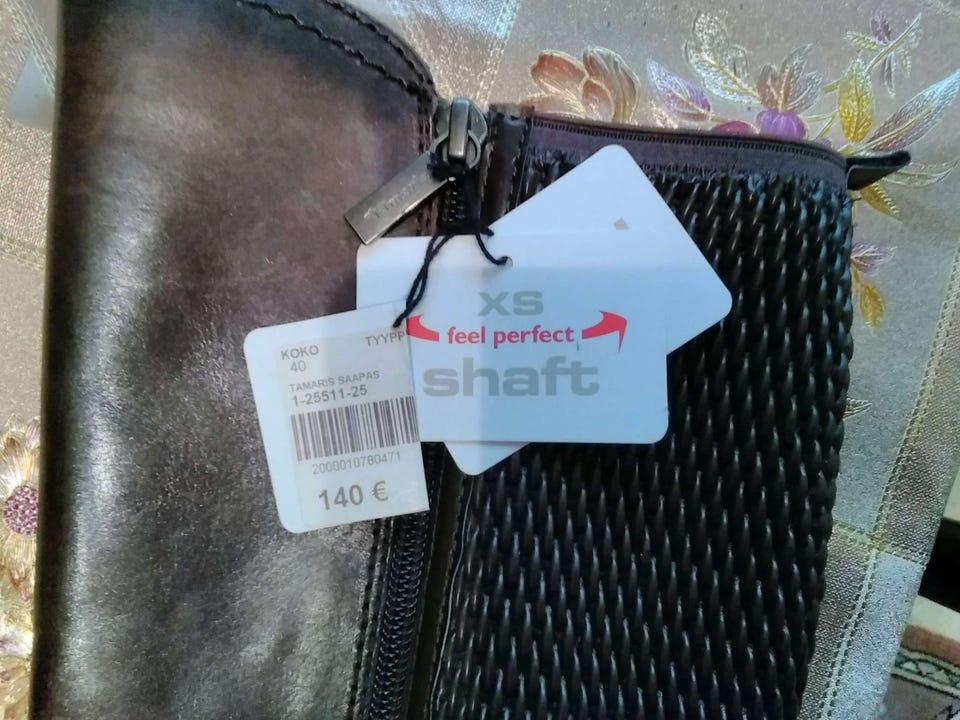 xs
feel perfect
shaft
KOKO TYYPP
40
TAMARIS SAAPAS
1-25511-25
2000010780471
140 €